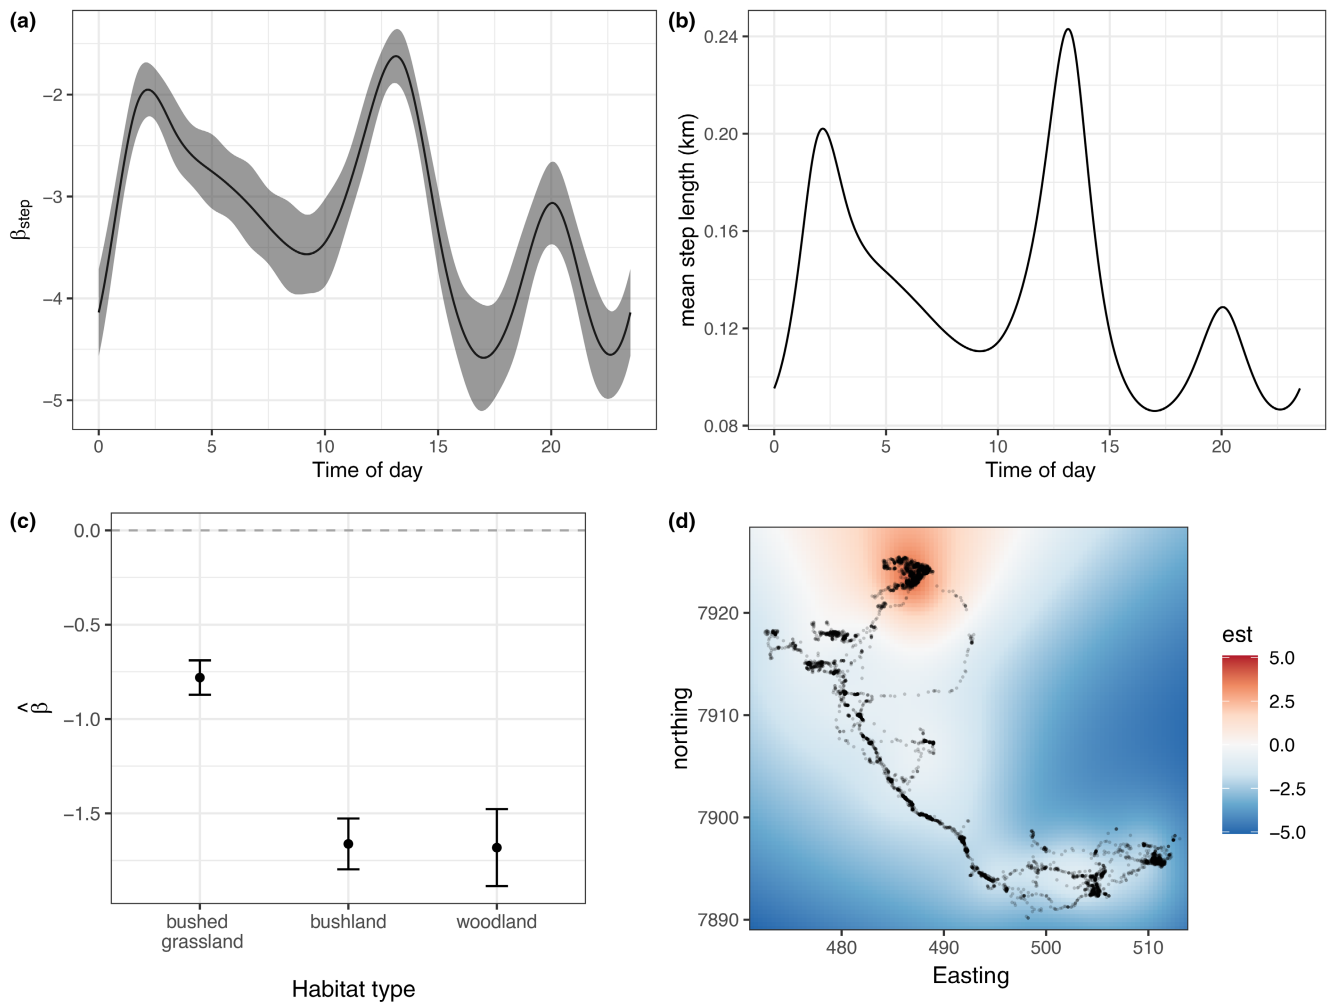 (a)
−2
−3
−4
−5
βstep
0
5
10
15
20
Time of day
(b)
0.24
0.20
0.16
0.12
0.08
mean step length (km)
0
5
10
15
20
Time of day
(c)
0.0
−0.5
−1.0
−1.5
β̂
bushed
grassland
bushland
woodland
Habitat type
(d)
7920
7910
7900
7890
northing
480
490
500
510
Easting
est
5.0
2.5
0.0
−2.5
−5.0